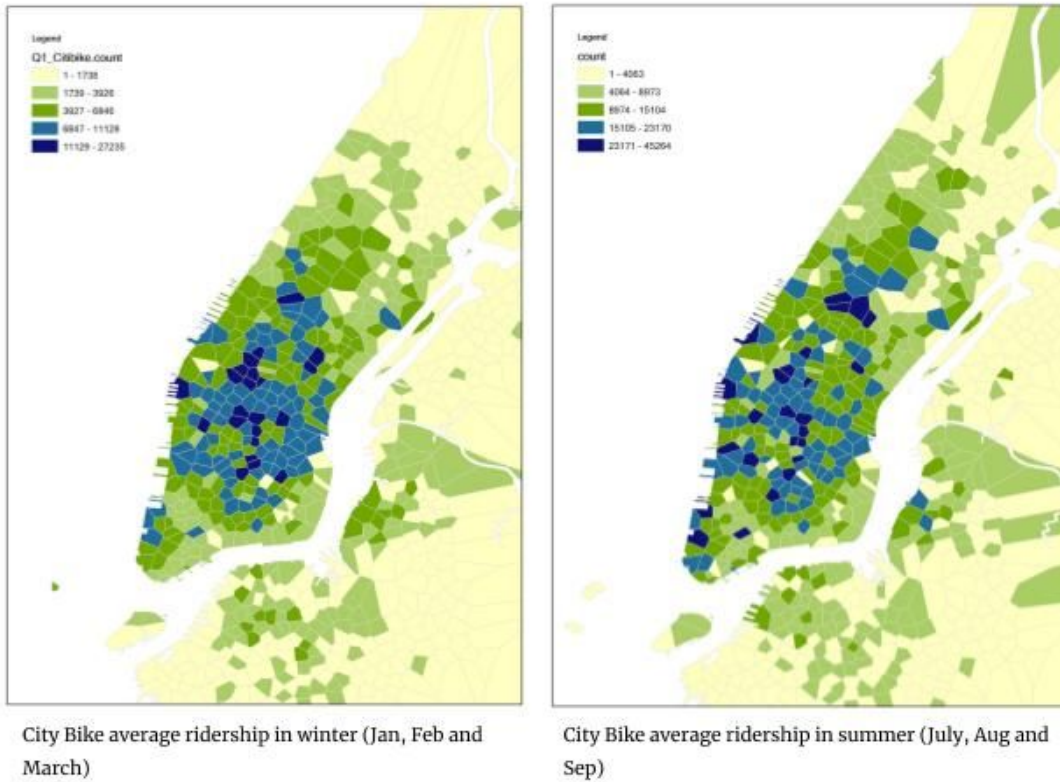 Legend
Q1_Citibike.count
1 - 1738
1739 - 3926
3927 - 6846
6847 - 11128
11129 - 27235
Legend
count
1 - 4063
4064 - 8973
8974 - 15104
15105 - 23170
23171 - 45264
City Bike average ridership in winter (Jan, Feb and
March)
City Bike average ridership in summer (July, Aug and
Sep)